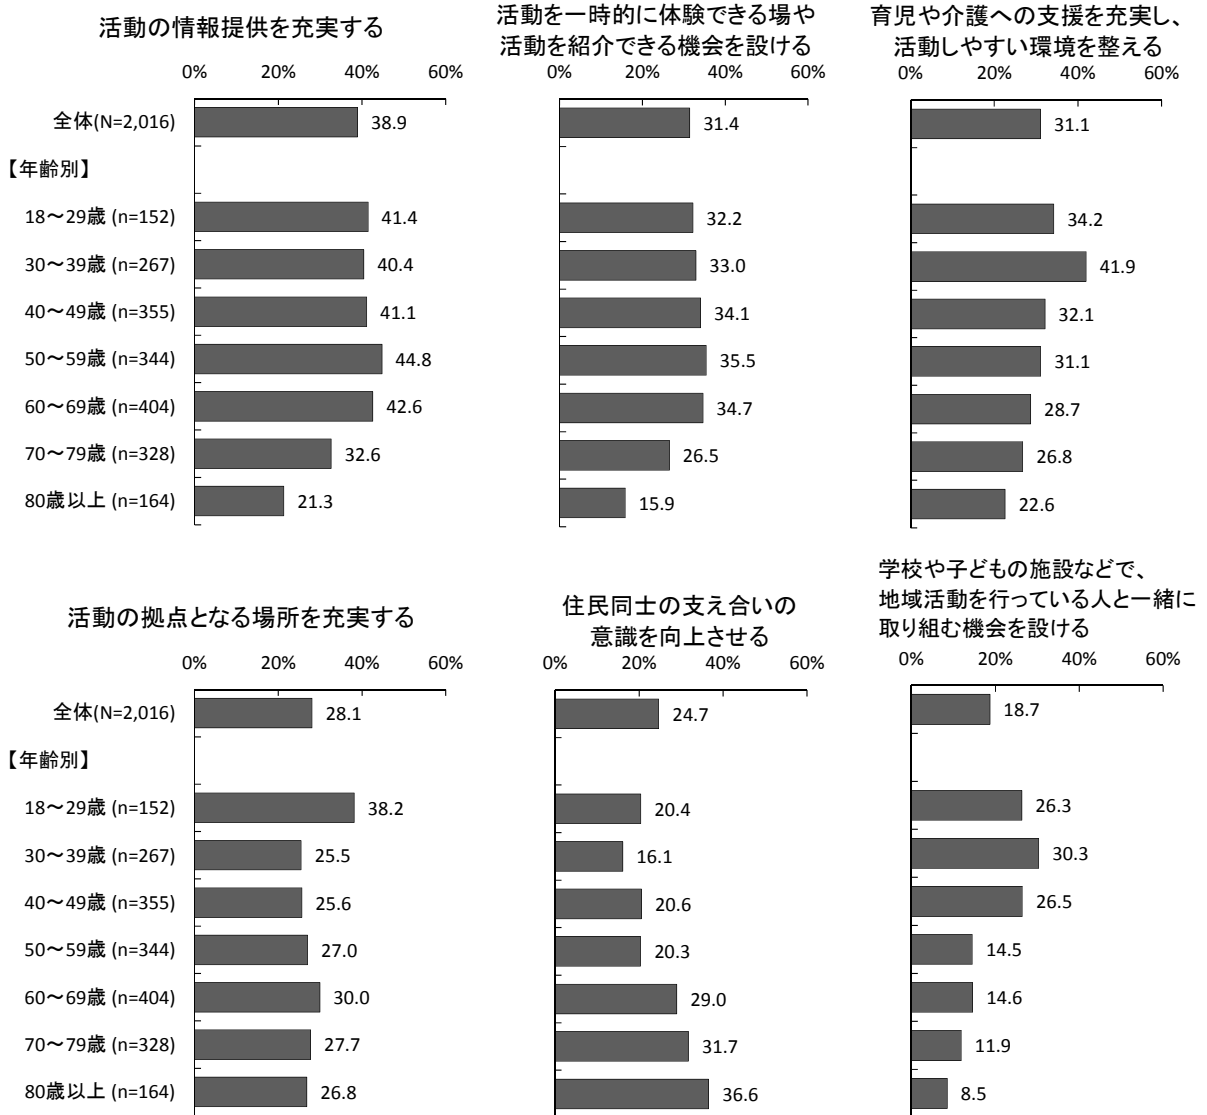 活動の情報提供を充実する
0% 20% 40% 60%
全体(N=2,016) 38.9
【年齢別】
18～29歳 (n=152) 41.4
30～39歳 (n=267) 40.4
40～49歳 (n=355) 41.1
50～59歳 (n=344) 44.8
60～69歳 (n=404) 42.6
70～79歳 (n=328) 32.6
80歳以上 (n=164) 21.3
活動を一時的に体験できる場や
活動を紹介できる機会を設ける
0% 20% 40% 60%
31.4
32.2
33.0
34.1
35.5
34.7
26.5
15.9
育児や介護への支援を充実し、
活動しやすい環境を整える
0% 20% 40% 60%
31.1
34.2
41.9
32.1
31.1
28.7
26.8
22.6
活動の拠点となる場所を充実する
0% 20% 40% 60%
全体(N=2,016) 28.1
【年齢別】
18～29歳 (n=152) 38.2
30～39歳 (n=267) 25.5
40～49歳 (n=355) 25.6
50～59歳 (n=344) 27.0
60～69歳 (n=404) 30.0
70～79歳 (n=328) 27.7
80歳以上 (n=164) 26.8
住民同士の支え合いの
意識を向上させる
0% 20% 40% 60%
24.7
20.4
16.1
20.6
20.3
29.0
31.7
36.6
学校や子どもの施設などで、
地域活動を行っている人と一緒に
取り組む機会を設ける
0% 20% 40% 60%
18.7
26.3
30.3
26.5
14.5
14.6
11.9
8.5